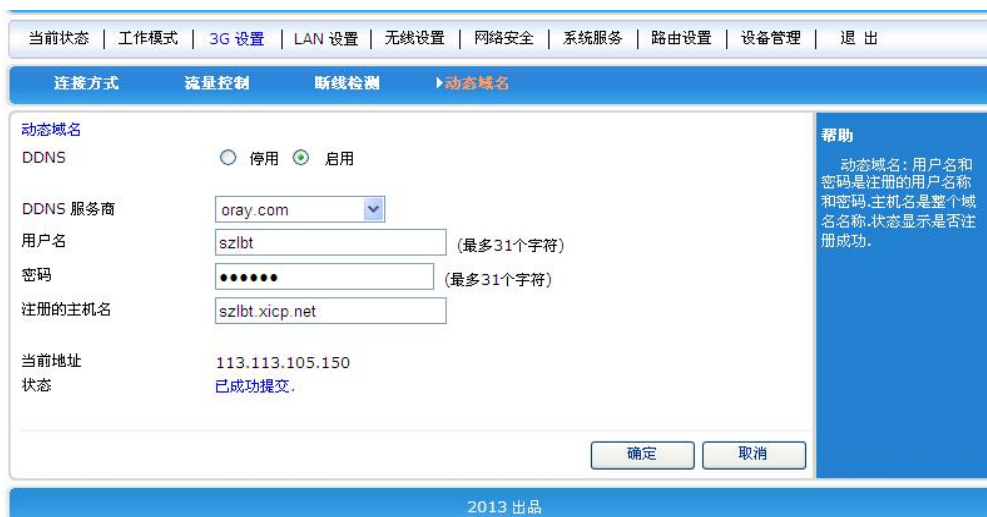 当前状态 | 工作模式 | 3G 设置 | LAN 设置 | 无线设置 | 网络安全 | 系统服务 | 路由设置 | 设备管理 | 退 出
连接方式 流量控制 断线检测 动态域名
动态域名
DDNS 停用 启用
DDNS 服务商 oray.com
用户名 szlbt (最多31个字符)
密码 •••••• (最多31个字符)
注册的主机名 szlbt.xicp.net
当前地址 113.113.105.150
状态 已成功提交.
确定 取消
帮助
动态域名: 用户名和
密码是注册的用户名称
和密码.主机名是整个域
名名称.状态显示是否注
册成功.
2013 出品